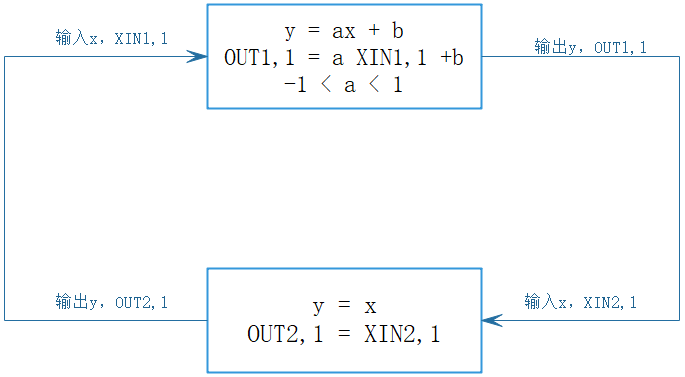 输入x，XIN1,1
y = ax + b
OUT1,1 = a XIN1,1 +b
-1 < a < 1
输出y，OUT1,1
输出y，OUT2,1
y = x
OUT2,1 = XIN2,1
输入x，XIN2,1